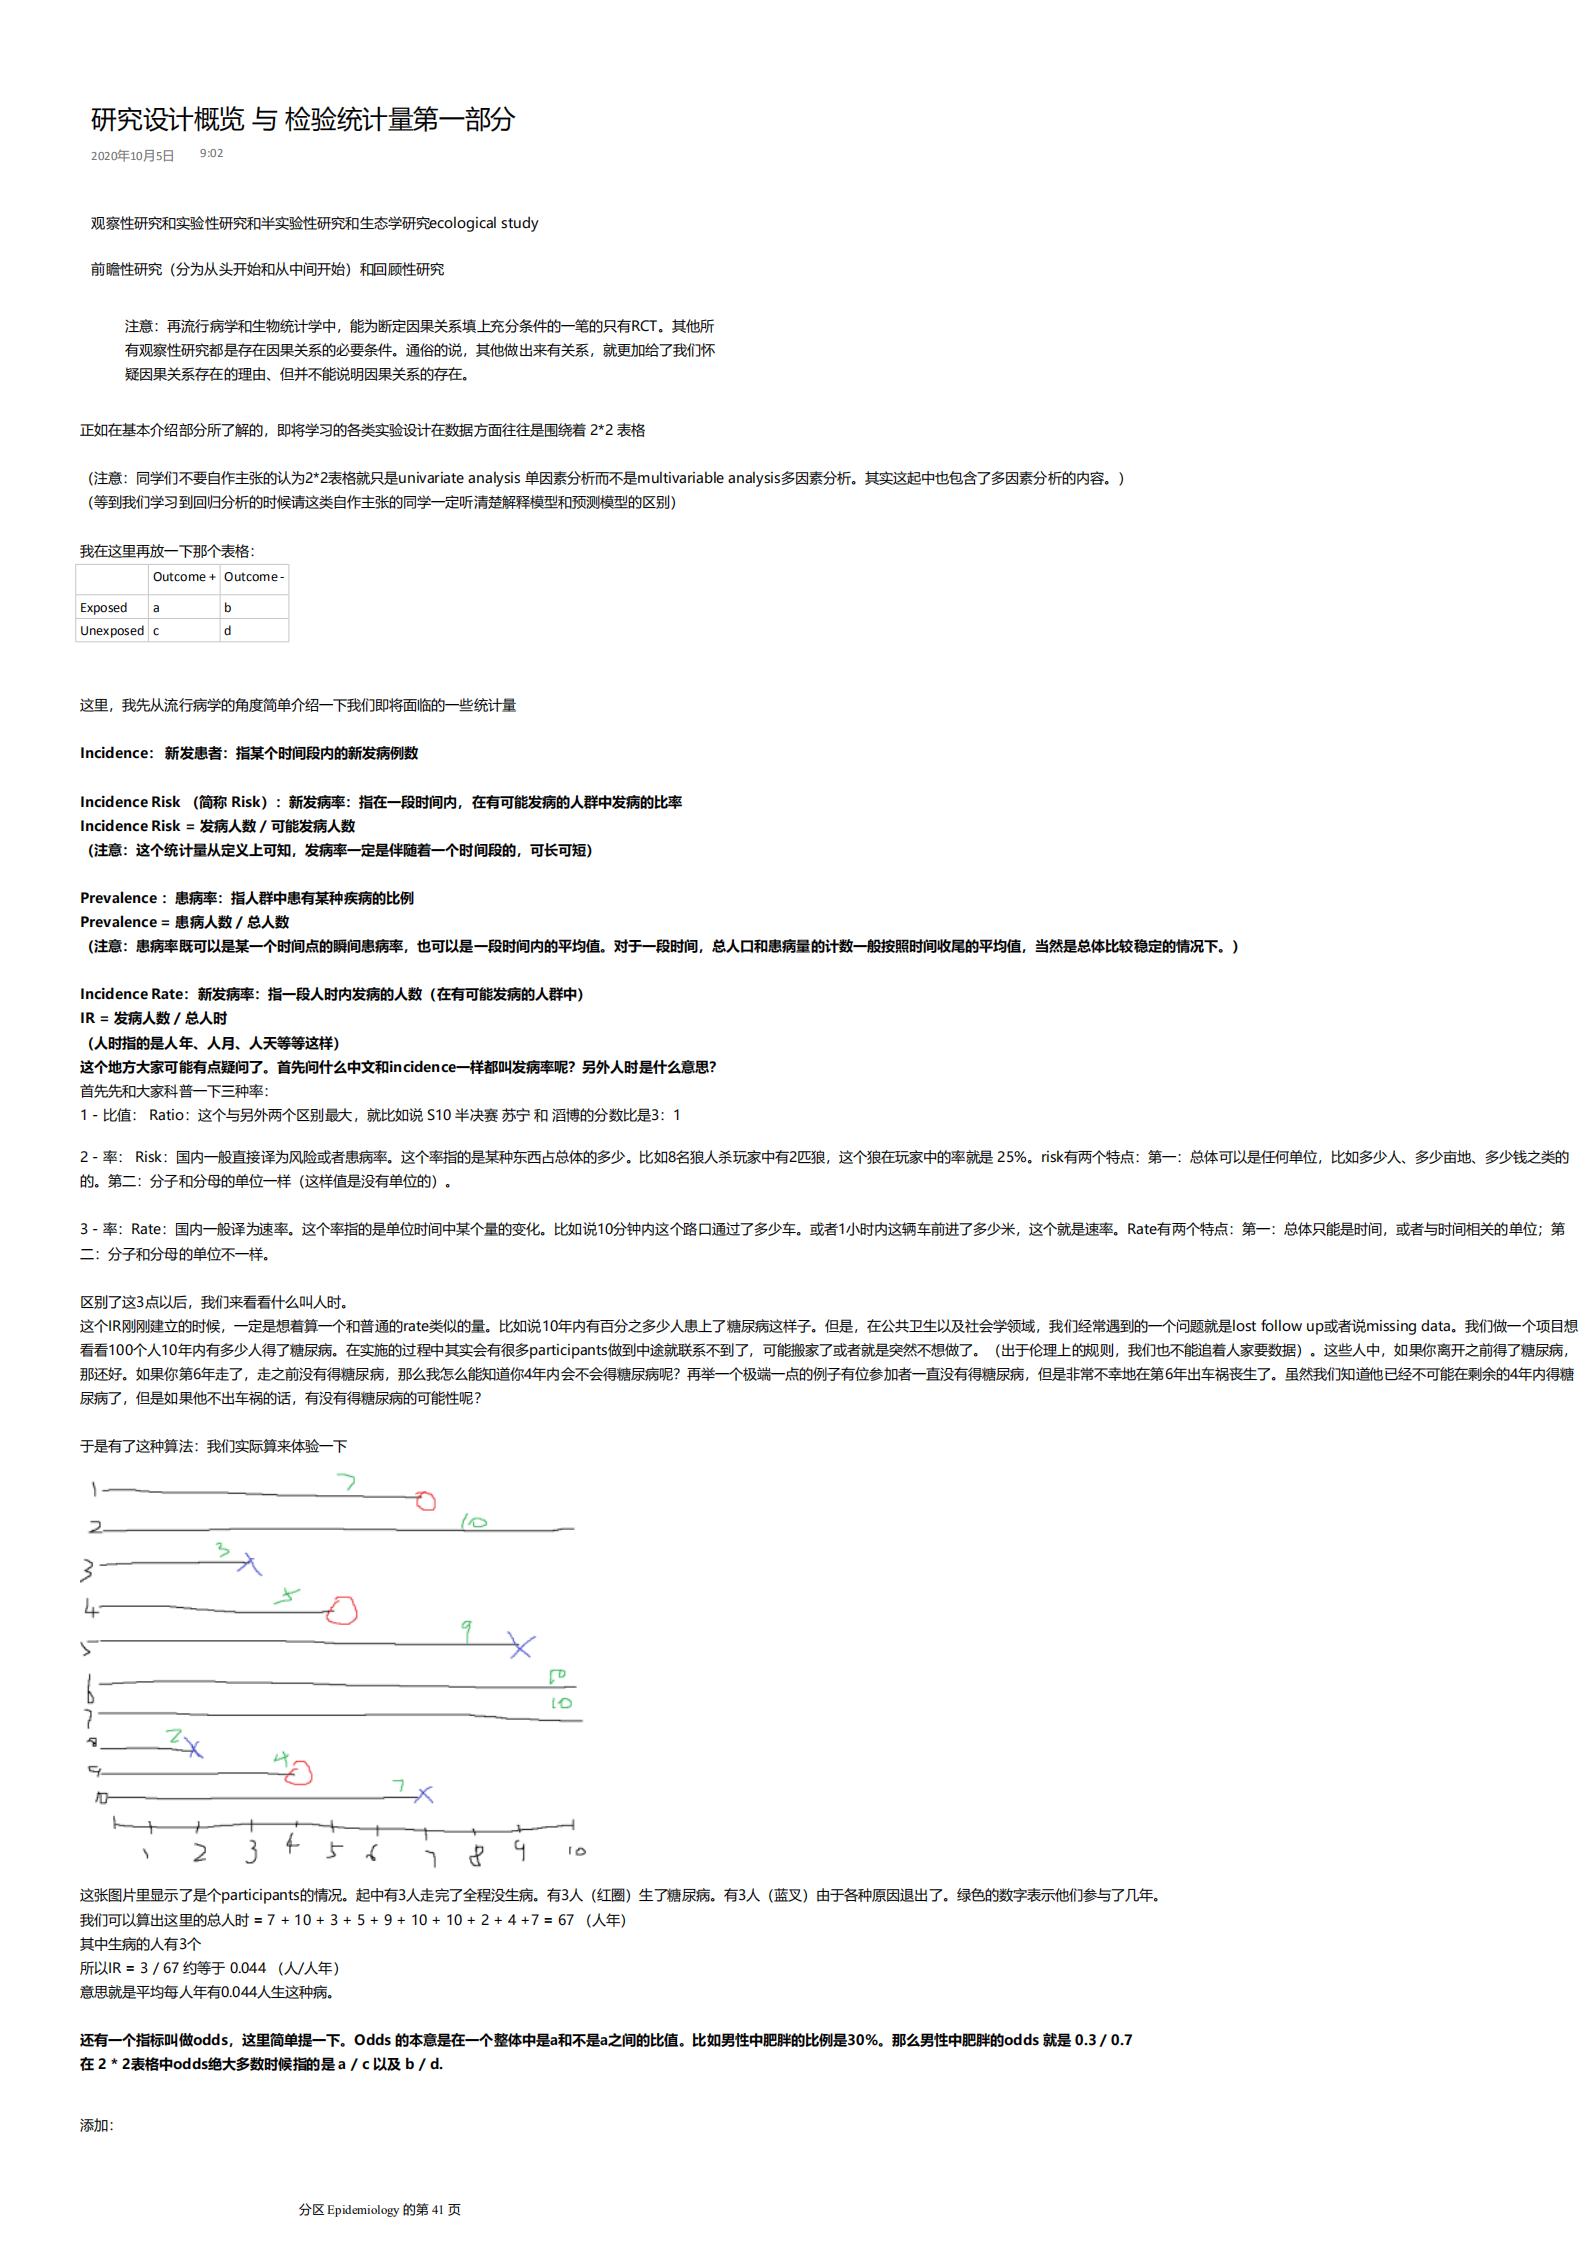 研究设计概览 与 检验统计量第一部分
2020年10月5日 9:02
观察性研究和实验性研究和半实验性研究和生态学研究ecological study
前瞻性研究（分为从头开始和从中间开始）和回顾性研究
注意：再流行病学和生物统计学中，能为断定因果关系填上充分条件的一笔的只有RCT。其他所
有观察性研究都是存在因果关系的必要条件。通俗的说，其他做出来有关系，就更加给了我们怀
疑因果关系存在的理由、但并不能说明因果关系的存在。
正如在基本介绍部分所了解的，即将学习的各类实验设计在数据方面往往是围绕着 2*2 表格
（注意：同学们不要自作主张的认为2*2表格就只是univariate analysis 单因素分析而不是multivariable analysis多因素分析。其实这起中也包含了多因素分析的内容。）
（等到我们学习到回归分析的时候请这类自作主张的同学一定听清楚解释模型和预测模型的区别）
我在这里再放一下那个表格：
Outcome + Outcome -
Exposed a b
Unexposed c d
这里，我先从流行病学的角度简单介绍一下我们即将面临的一些统计量
Incidence： 新发患者：指某个时间段内的新发病例数
Incidence Risk （简称 Risk）：新发病率：指在一段时间内，在有可能发病的人群中发病的比率
Incidence Risk = 发病人数 / 可能发病人数
（注意：这个统计量从定义上可知，发病率一定是伴随着一个时间段的，可长可短）
Prevalence ：患病率：指人群中患有某种疾病的比例
Prevalence = 患病人数 / 总人数
（注意：患病率既可以是某一个时间点的瞬间患病率，也可以是一段时间内的平均值。对于一段时间，总人口和患病量的计数一般按照时间收尾的平均值，当然是总体比较稳定的情况下。）
Incidence Rate：新发病率：指一段人时内发病的人数（在有可能发病的人群中）
IR = 发病人数 / 总人时
（人时指的是人年、人月、人天等等这样）
这个地方大家可能有点疑问了。首先问什么中文和incidence一样都叫发病率呢？另外人时是什么意思？
首先先和大家科普一下三种率：
1 - 比值： Ratio：这个与另外两个区别最大，就比如说 S10 半决赛 苏宁 和 滔博的分数比是3：1
2 - 率： Risk：国内一般直接译为风险或者患病率。这个率指的是某种东西占总体的多少。比如8名狼人杀玩家中有2匹狼，这个狼在玩家中的率就是 25%。risk有两个特点：第一：总体可以是任何单位，比如多少人、多少亩地、多少钱之类的
的。第二：分子和分母的单位一样（这样值是没有单位的）。
3 - 率：Rate：国内一般译为速率。这个率指的是单位时间中某个量的变化。比如说10分钟内这个路口通过了多少车。或者1小时内这辆车前进了多少米，这个就是速率。Rate有两个特点：第一：总体只能是时间，或者与时间相关的单位；第
二：分子和分母的单位不一样。
区别了这3点以后，我们来看看什么叫人时。
这个IR刚刚建立的时候，一定是想着算一个和普通的rate类似的量。比如说10年内有百分之多少人患上了糖尿病这样子。但是，在公共卫生以及社会学领域，我们经常遇到的一个问题就是lost follow up或者说missing data。我们做一个项目想
看看100个人10年内有多少人得了糖尿病。在实施的过程中其实会有很多participants做到中途就联系不到了，可能搬家了或者就是突然不想做了。（出于伦理上的规则，我们也不能追着人家要数据）。这些人中，如果你离开之前得了糖尿病，
那还好。如果你第6年走了，走之前没有得糖尿病，那么我怎么能知道你4年内会不会得糖尿病呢？再举一个极端一点的例子有位参加者一直没有得糖尿病，但是非常不幸地在第6年出车祸丧生了。虽然我们知道他已经不可能在剩余的4年内得糖
尿病了，但是如果他不出车祸的话，有没有得糖尿病的可能性呢？
于是有了这种算法：我们实际算来体验一下
1 7
2 10
3 3
4 5
5 9
6 10
7 10
8 2
9 4
10 7
1 2 3 4 5 6 7 8 9 10
这张图片里显示了是个participants的情况。起中有3人走完了全程没生病。有3人（红圈）生了糖尿病。有3人（蓝叉）由于各种原因退出了。绿色的数字表示他们参与了几年。
我们可以算出这里的总人时 = 7 + 10 + 3 + 5 + 9 + 10 + 10 + 2 + 4 +7 = 67 （人年）
其中生病的人有3个
所以IR = 3 / 67 约等于 0.044 （人/人年）
意思就是平均每人年有0.044人生这种病。
还有一个指标叫做odds，这里简单提一下。Odds 的本意是在一个整体中是a和不是a之间的比值。比如男性中肥胖的比例是30%。那么男性中肥胖的odds 就是 0.3 / 0.7
在 2 * 2表格中odds绝大多数时候指的是 a / c 以及 b / d.
添加：
分区 Epidemiology 的第 41 页